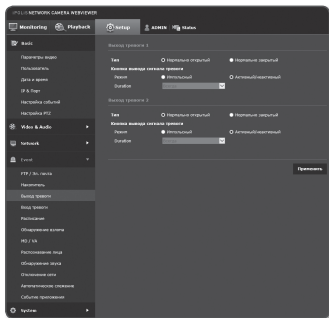 iPOLiS NETWORK CAMERA WEBVIEWER
Monitoring Playback Setup ADMIN Status
Basic
Параметры видео
Пользователь
Дата и время
IP & Порт
Настройка событий
Настройка PTZ
Video & Audio
Network
Event
FTP / Эл. почта
Накопитель
Выход тревоги
Вход тревоги
Расписание
Обнаружение взлома
MD / VA
Распознавание лица
Обнаружение звука
Отключение сети
Автоматическое слежение
Событие приложения
System
Выход тревоги 1
Тип Нормально открытый Нормально закрытый
Кнопка вывода сигнала тревоги
Режим Импульсный Активный/неактивный
Duration
Выход тревоги 2
Тип Нормально открытый Нормально закрытый
Кнопка вывода сигнала тревоги
Режим Импульсный Активный/неактивный
Duration
Применить